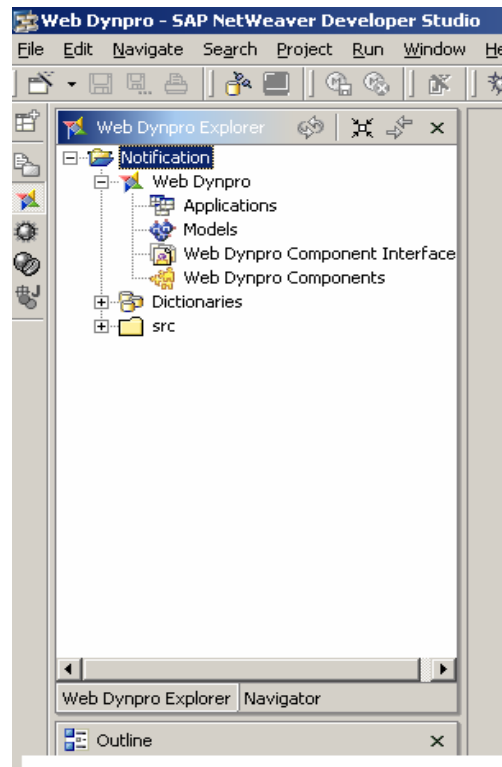 Web Dynpro - SAP NetWeaver Developer Studio
File Edit Navigate Search Project Run Window
Web Dynpro Explorer
Notification
Web Dynpro
Applications
Models
Web Dynpro Component Interface
Web Dynpro Components
Dictionaries
src
Web Dynpro Explorer Navigator
Outline